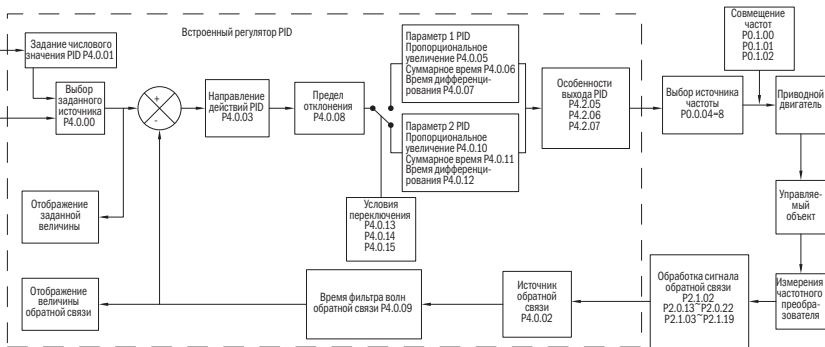 Встроенный регулятор PID
Задание числового
значения PID P4.0.01
Выбор
заданного
источника
P4.0.00
+
-
Направление
действий PID
P4.0.03
Предел
отклонения
P4.0.08
Параметр 1 PID
Пропорциональное
увеличение P4.0.05
Суммарное время P4.0.06
Время дифференци-
рования P4.0.07
Параметр 2 PID
Пропорциональное
увеличение P4.0.10
Суммарное время P4.0.11
Время дифференци-
рования P4.0.12
Условия
переключения
P4.0.13
P4.0.14
P4.0.15
Особенности
выхода PID
P4.2.05
P4.2.06
P4.2.07
Выбор источника
частоты
P0.0.04=8
Совмещение
частот
P0.1.00
P0.1.01
P0.1.02
Приводной
двигатель
Управляе-
мый
объект
Измерения
частотного
преобра-
зователя
Обработка сигнала
обратной связи
P2.1.02
P2.0.13~P2.0.22
P2.1.03~P2.1.19
Источник
обратной
связи
P4.0.02
Время фильтра волн
обратной связи P4.0.09
Отображение
заданной
величины
Отображение
величины
обратной связи